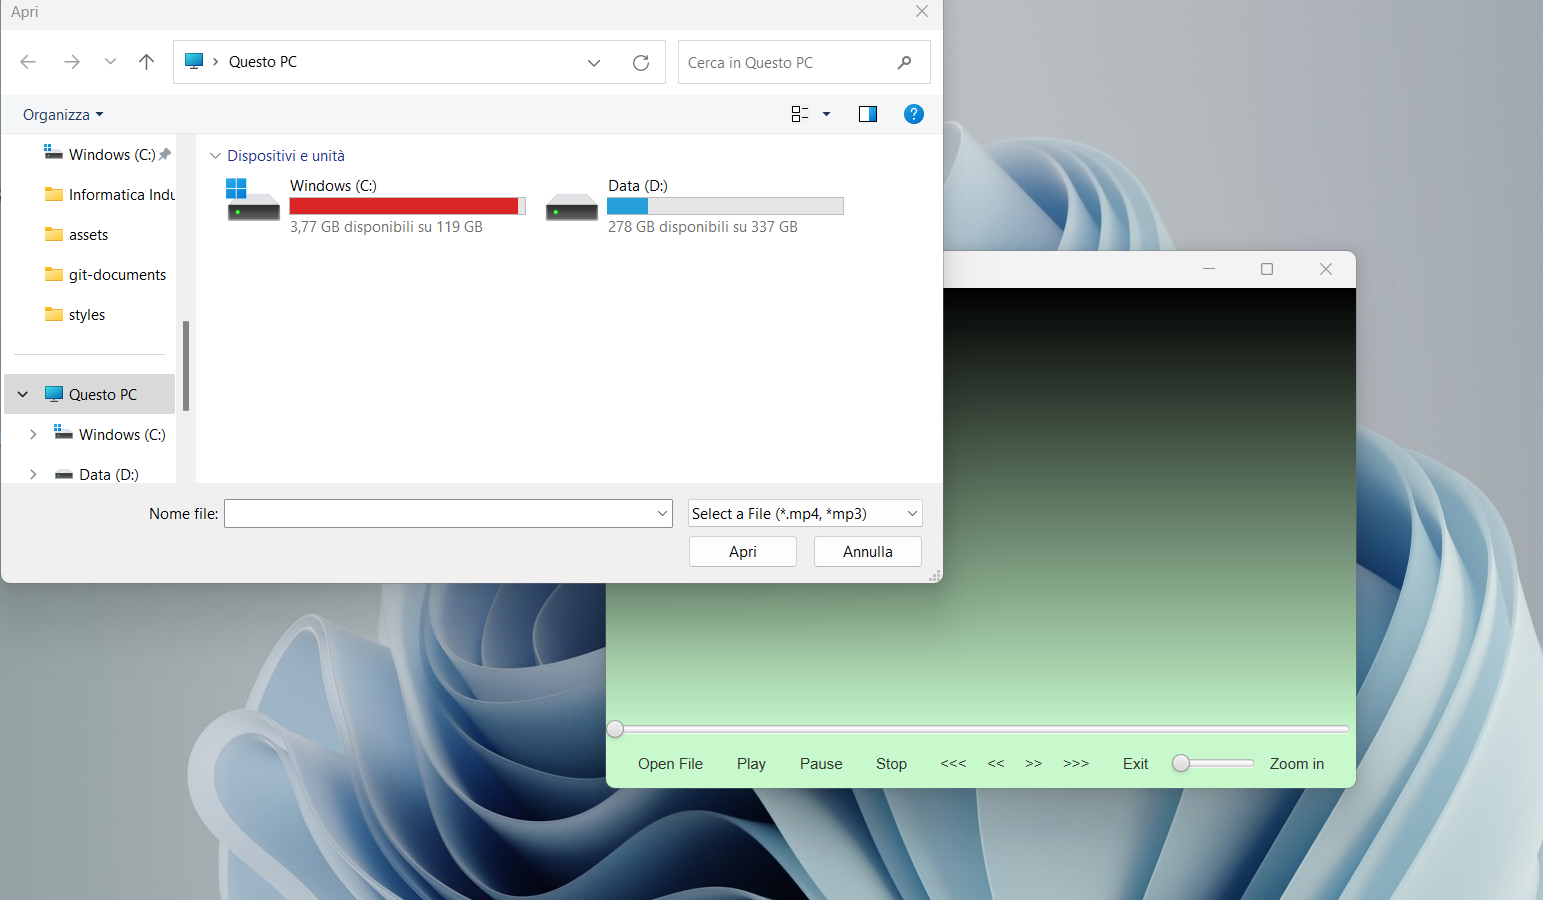 Apri
Questo PC
Cerca in Questo PC
Organizza
Windows (C:)
Informatica Indu
assets
git-documents
styles
Questo PC
Windows (C:)
Data (D:)
Dispositivi e unità
Windows (C:)
3,77 GB disponibili su 119 GB
Data (D:)
278 GB disponibili su 337 GB
Nome file:
Select a File (*.mp4, *mp3)
Apri Annulla
Open File Play Pause Stop <<< << >> >>> Exit Zoom in